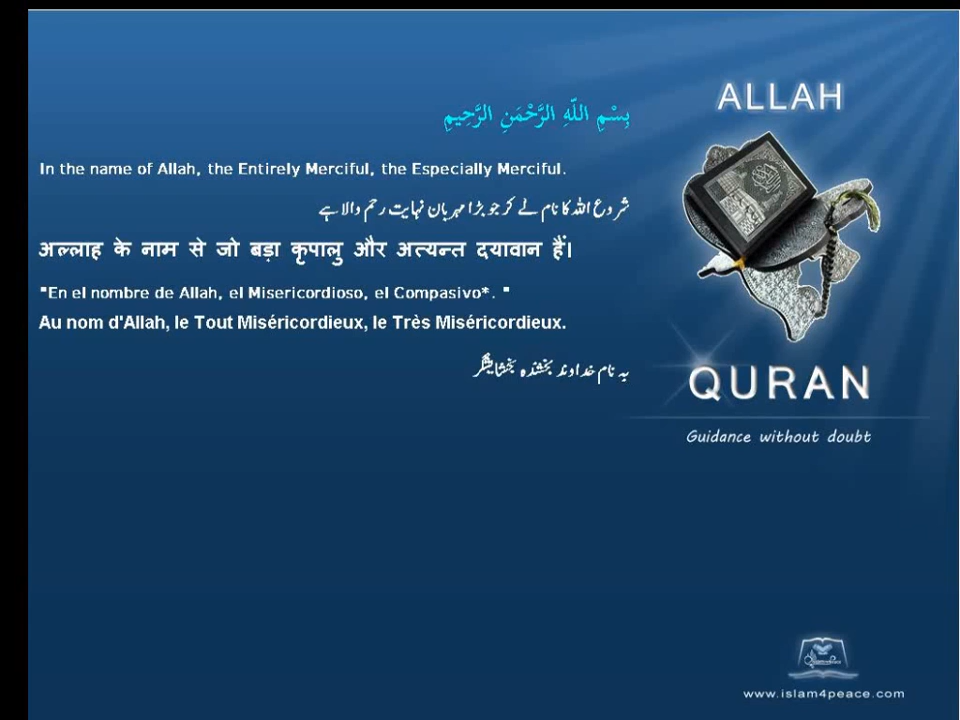 بِسْمِ اللَّهِ الرَّحْمَنِ الرَّحِيمِ
In the name of Allah, the Entirely Merciful, the Especially Merciful.
شروع اللہ کا نام لے کر جو بڑا مہربان نہایت رحم والا ہے
अल्लाह के नाम से जो बड़ा कृपालु और अत्यन्त दयावान हैं।
"En el nombre de Allah, el Misericordioso, el Compasivo*. "
Au nom d'Allah, le Tout Miséricordieux, le Très Miséricordieux.
به نام خداوند بخشنده بخشایشگر
ALLAH
QURAN
Guidance without doubt
www.islam4peace.com